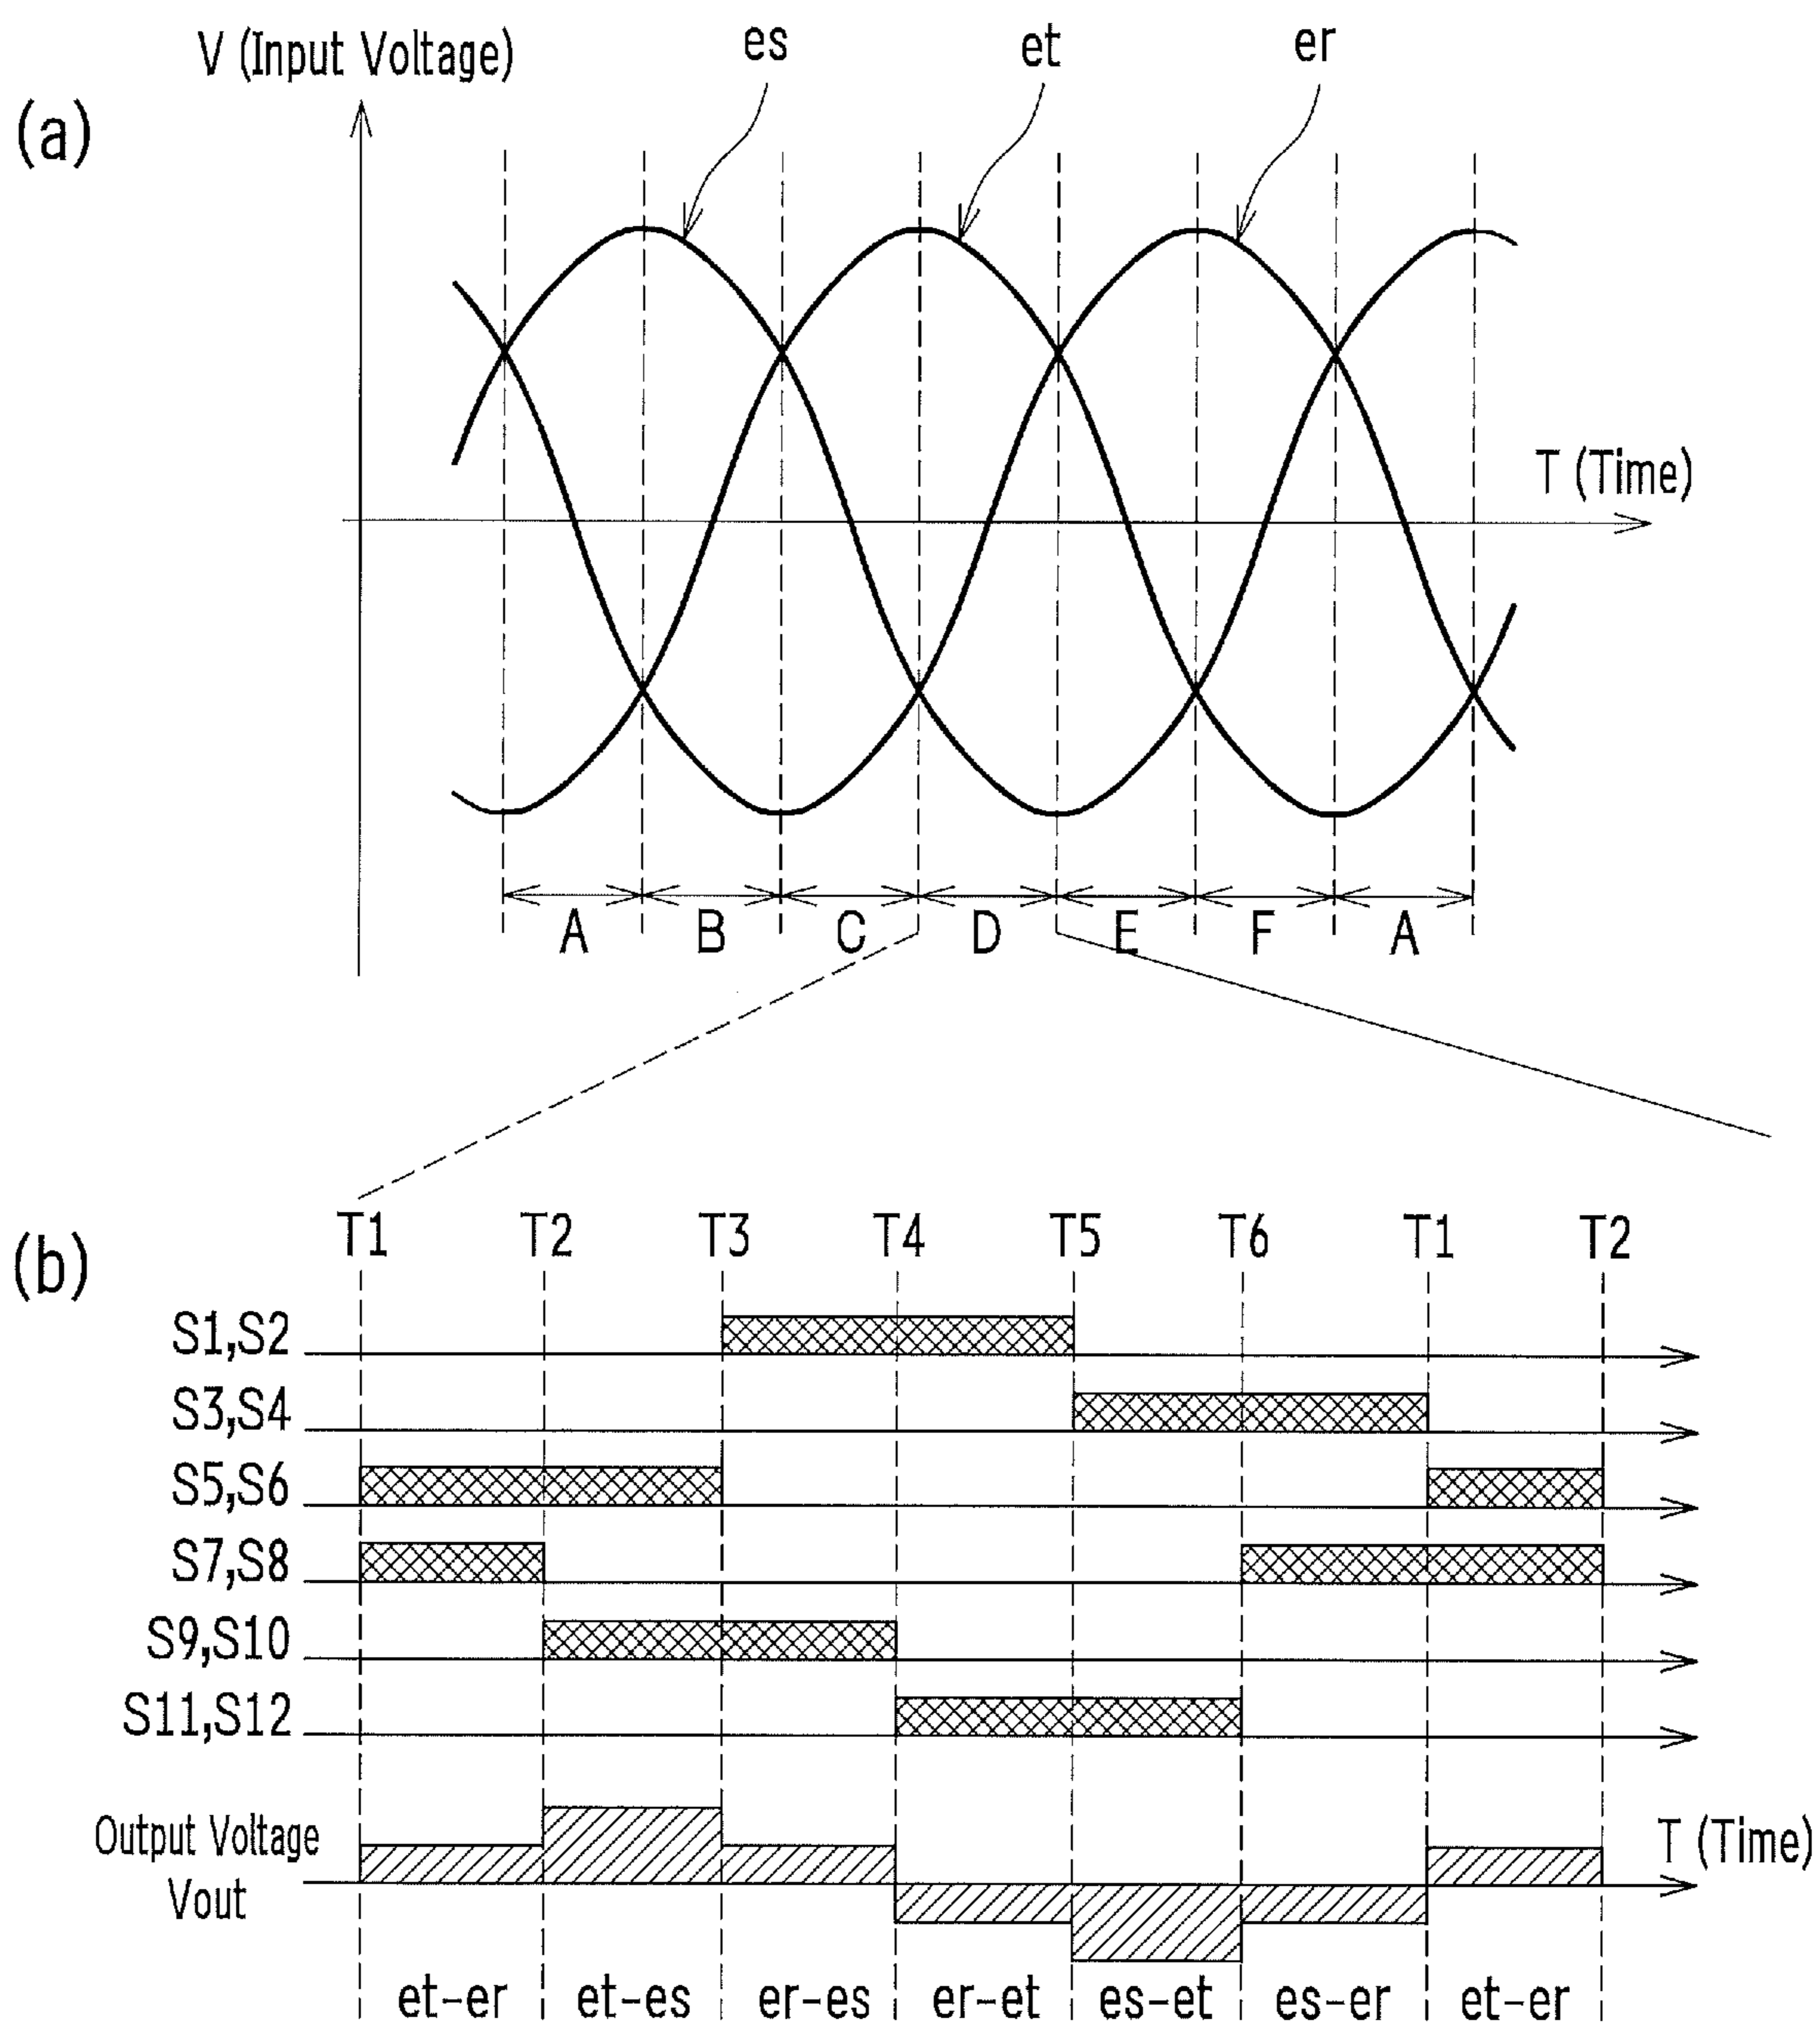 V (Input Voltage)
es
et
er
(a)
T (Time)
A
B
C
D
E
F
A
(b)
T1
T2
T3
T4
T5
T6
T1
T2
S1,S2
S3,S4
S5,S6
S7,S8
S9,S10
S11,S12
Output Voltage
Vout
T (Time)
et-er
et-es
er-es
er-et
es-et
es-er
et-er